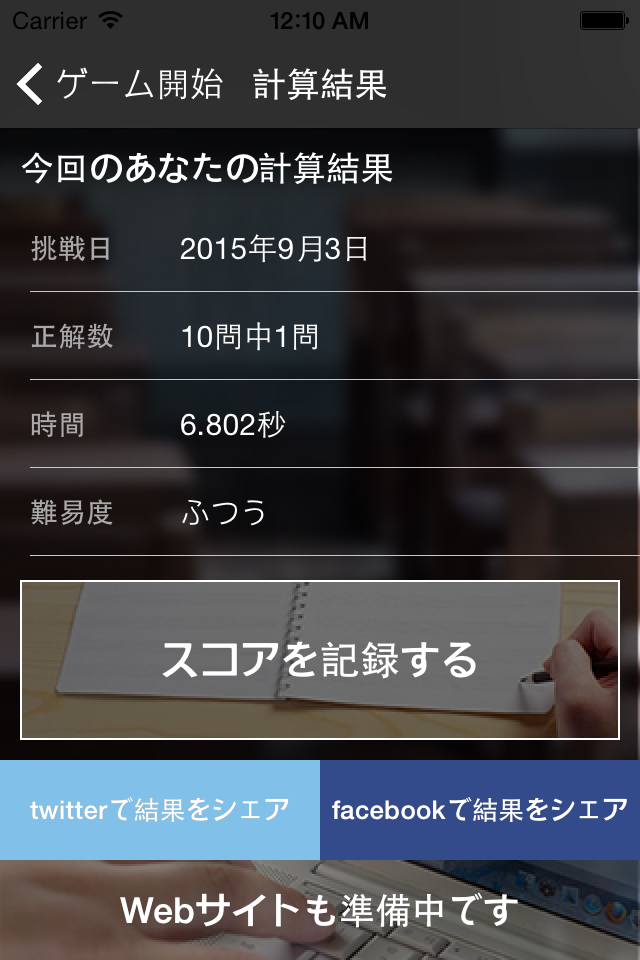 Carrier 12:10 AM
ゲーム開始 計算結果
今回のあなたの計算結果
挑戦日 2015年9月3日
正解数 10問中1問
時間 6.802秒
難易度 ふつう
スコアを記録する
twitterで結果をシェア facebookで結果をシェア
Webサイトも準備中です